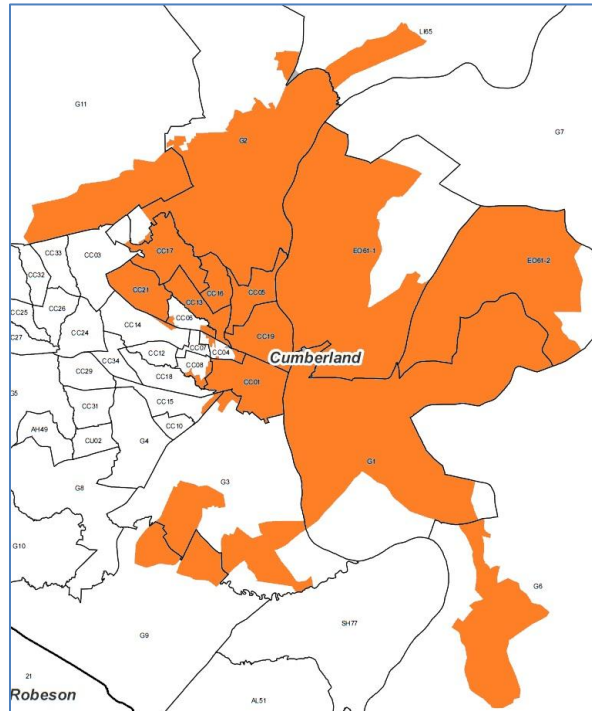 LI65
G11
G2
G7
CC33
CC03
CC17
EO61-1
EO61-2
CC32
CC21
CC16
CC05
CC13
CC25
CC26
CC06
CC14
CC19
CC24
CC27
CC07
CC04
CC12
Cumberland
CC34
CC08
CC29
CC18
CC01
G5
CC15
CC31
CC10
AH49
CU02
G4
G1
G3
G8
G10
G6
SH77
G9
21
Robeson
AL51